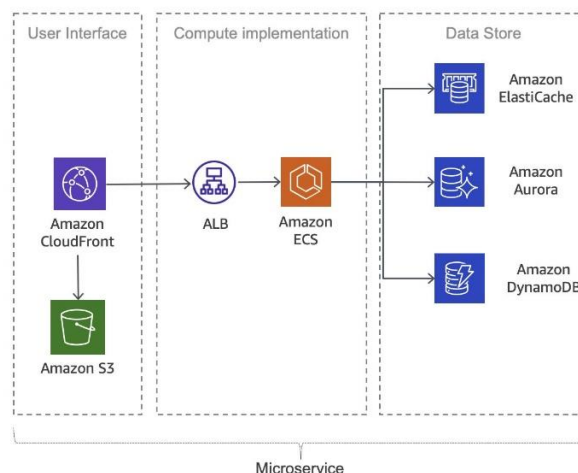 User Interface
Compute implementation
Data Store
Amazon
ElastiCache
Amazon
CloudFront
ALB
Amazon
ECS
Amazon
Aurora
Amazon S3
Amazon
DynamoDB
Microservice